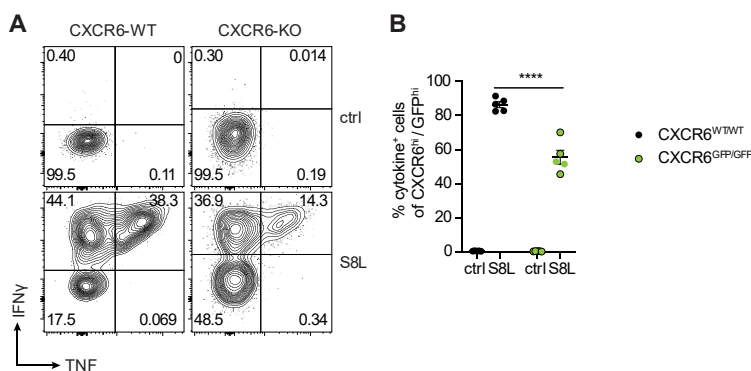 A
CXCR6-WT CXCR6-KO
0.40 0 0.30 0.014
ctrl
99.5 0.11 99.5 0.19
44.1 38.3 36.9 14.3
S8L
17.5 0.069 48.5 0.34
IFNγ
TNF
B
****
100
80
60
40
20
0
% cytokine⁺ cells
of CXCR6ʰⁱ / GFPʰⁱ
ctrl S8L ctrl S8L
CXCR6ᵂᵀ/ᵂᵀ
CXCR6ᴳᶠᴾ/ᴳᶠ